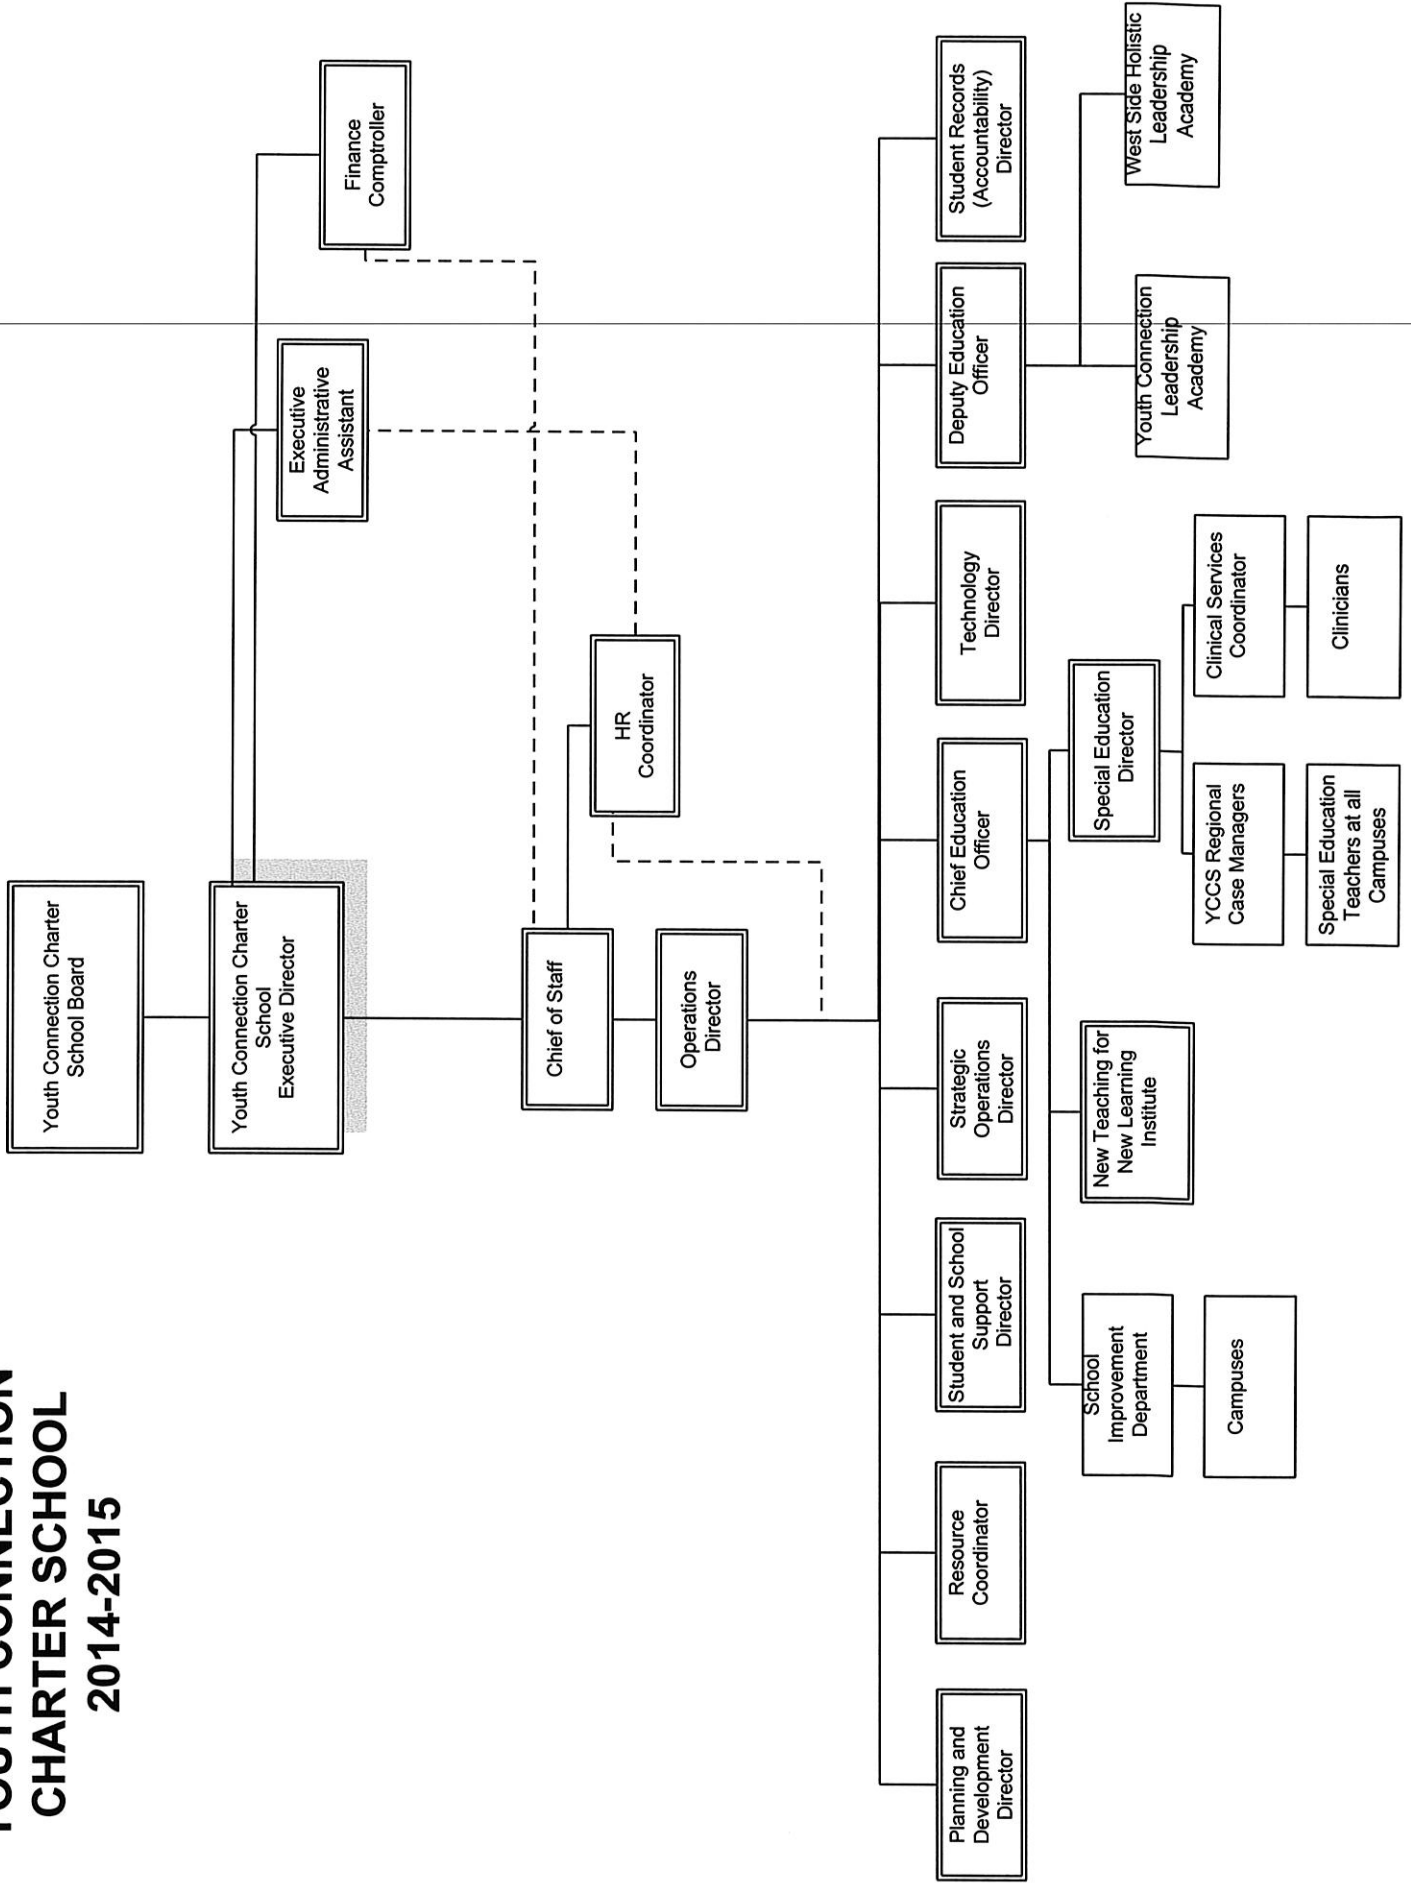 YOUTH CONNECTION
CHARTER SCHOOL
2014-2015
Youth Connection Charter
School Board
Youth Connection Charter
School
Executive Director
Executive
Administrative
Assistant
Finance
Comptroller
Chief of Staff
HR
Coordinator
Operations
Director
Planning and
Development
Director
Resource
Coordinator
Student and School
Support
Director
Strategic
Operations
Director
Chief Education
Officer
Technology
Director
Deputy Education
Officer
Student Records
(Accountability)
Director
School
Improvement
Department
New Teaching for
New Learning
Institute
Special Education
Director
Youth Connection
Leadership
Academy
West Side Holistic
Leadership
Academy
Campuses
YCCS Regional
Case Managers
Clinical Services
Coordinator
Special Education
Teachers at all
Campuses
Clinicians